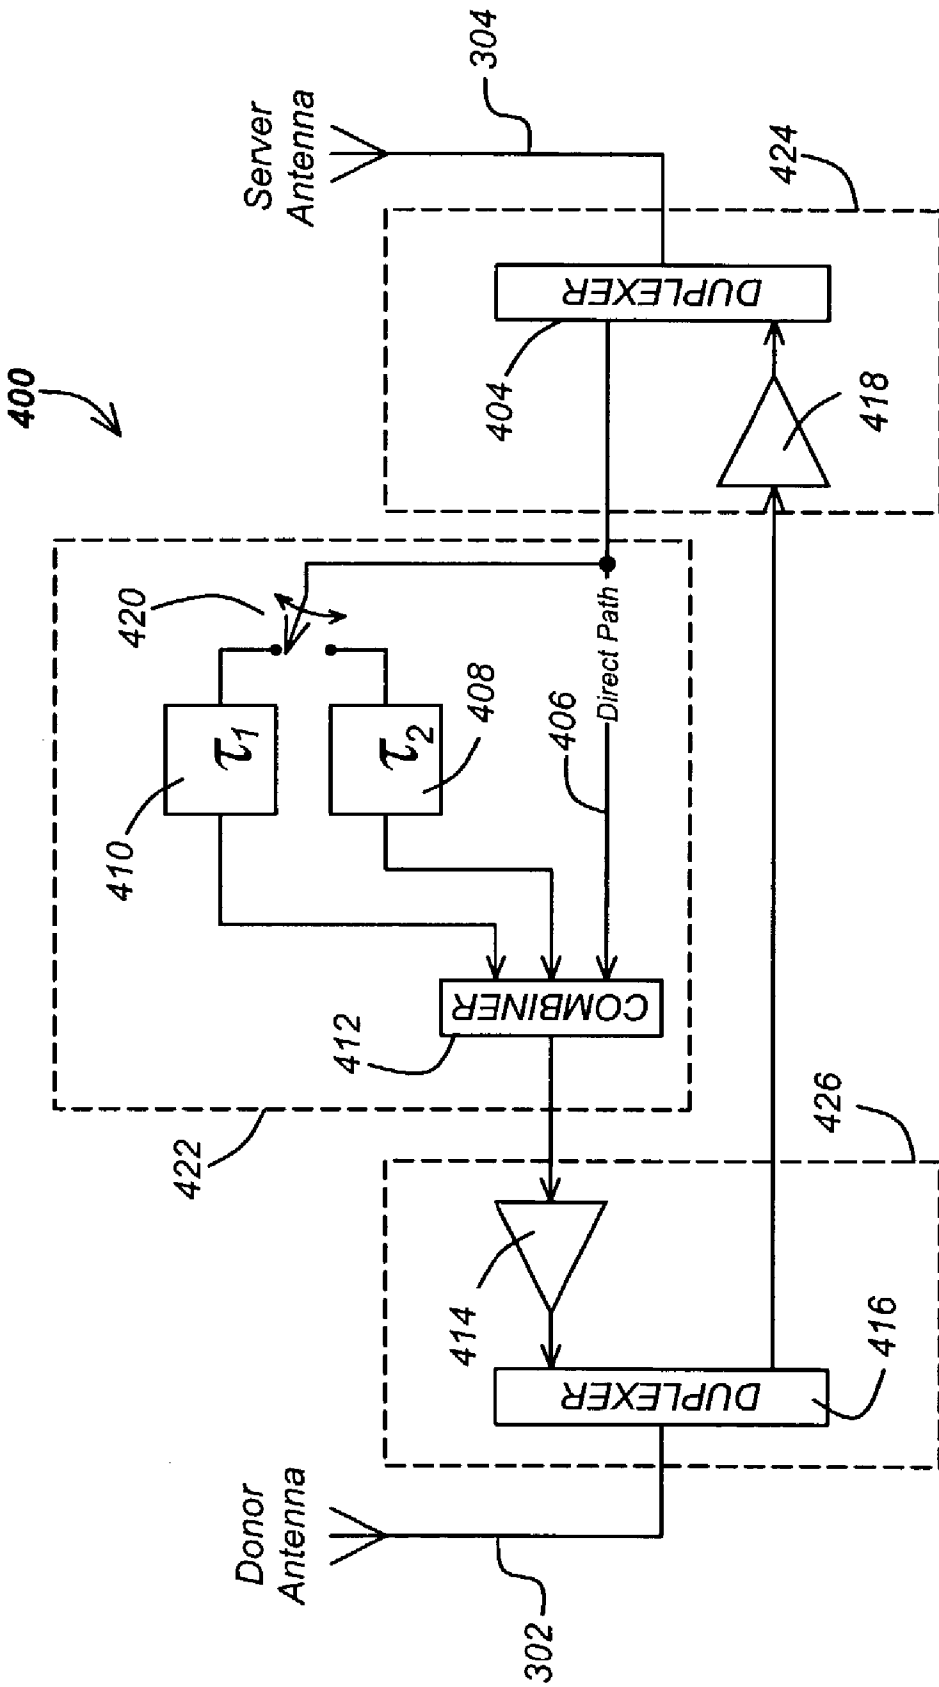 400
Server
Antenna
304
424
DUPLEXER
404
418
420
τ1
410
τ2
408
406
Direct Path
COMBINER
412
422
426
414
DUPLEXER
416
Donor
Antenna
302